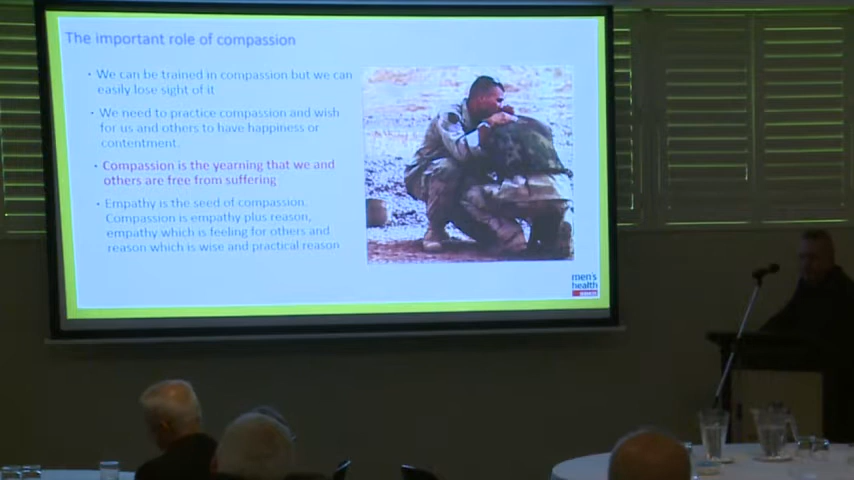 The important role of compassion
• We can be trained in compassion but we can
easily lose sight of it
• We need to practice compassion and wish
for us and others to have happiness or
contentment.
• Compassion is the yearning that we and
others are free from suffering
• Empathy is the seed of compassion.
Compassion is empathy plus reason,
empathy which is feeling for others and
reason which is wise and practical reason
men's
health